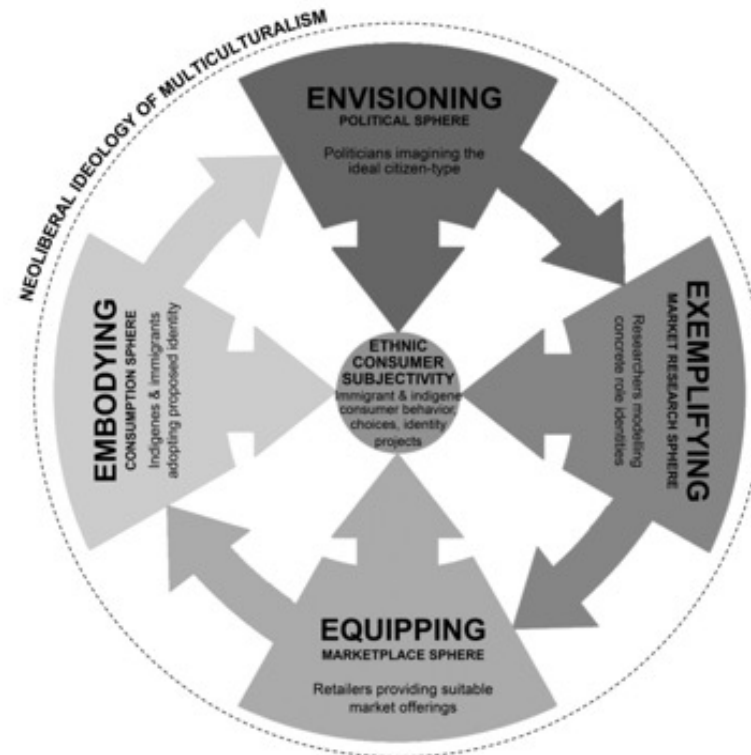 NEOLIBERAL IDEOLOGY OF MULTICULTURALISM
ENVISIONING
POLITICAL SPHERE
Politicians imagining the
ideal citizen-type
EXEMPLIFYING
MARKET RESEARCH SPHERE
Researchers modelling
concrete role identities
EQUIPPING
MARKETPLACE SPHERE
Retailers providing suitable
market offerings
EMBODYING
CONSUMPTION SPHERE
Indigenes & immigrants
adopting proposed identity
ETHNIC
CONSUMER
SUBJECTIVITY
Immigrant & indigene
consumer behavior,
choices, identity
projects